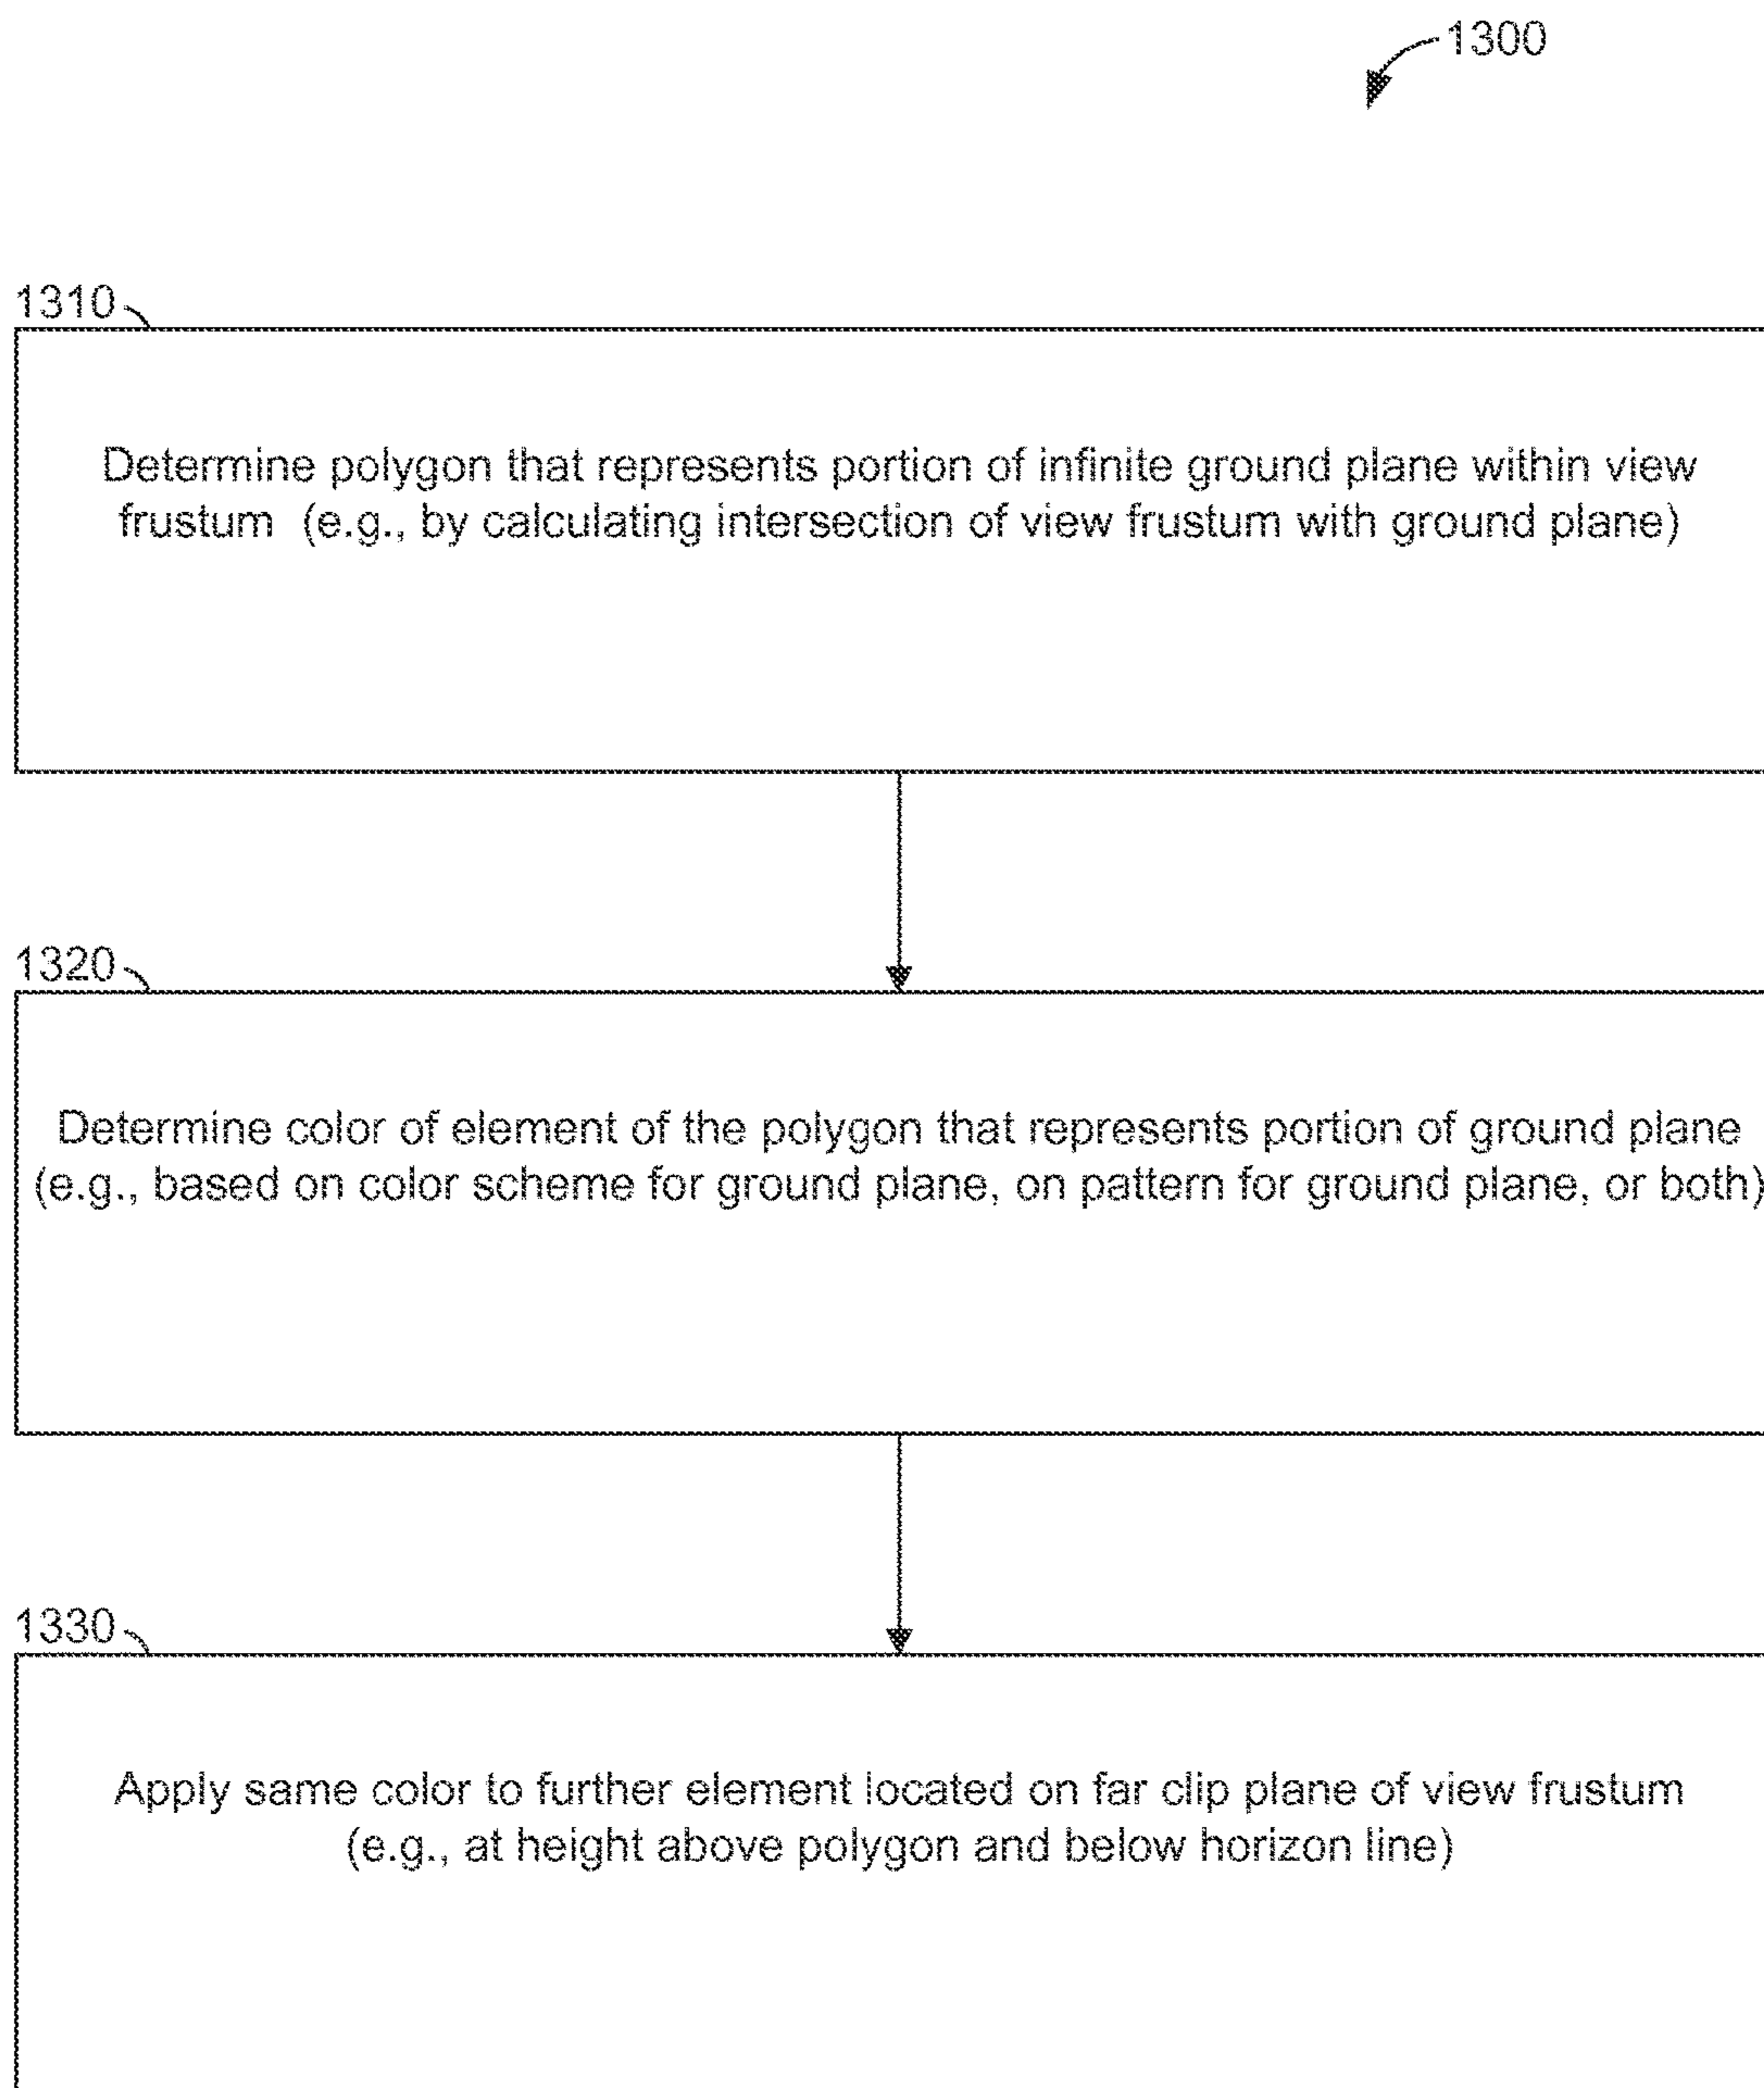 1300
1310
Determine polygon that represents portion of infinite ground plane within view
frustum (e.g., by calculating intersection of view frustum with ground plane)
1320
Determine color of element of the polygon that represents portion of ground plane
(e.g., based on color scheme for ground plane, on pattern for ground plane, or both)
1330
Apply same color to further element located on far clip plane of view frustum
(e.g., at height above polygon and below horizon line)